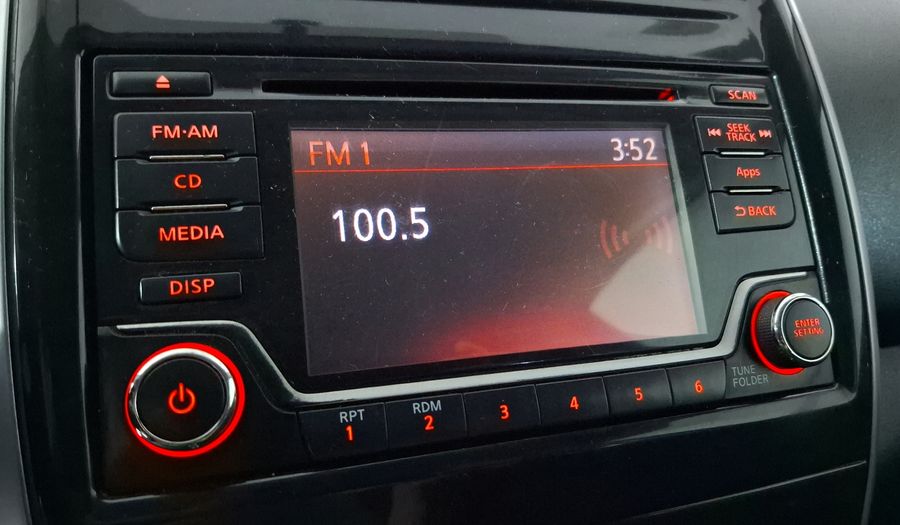 SCAN
FM·AM
SEEK
TRACK
FM 1 3:52
CD
Apps
100.5
BACK
MEDIA
DISP
ENTER
SETTING
TUNE
FOLDER
RPT RDM
1 2 3 4 5 6